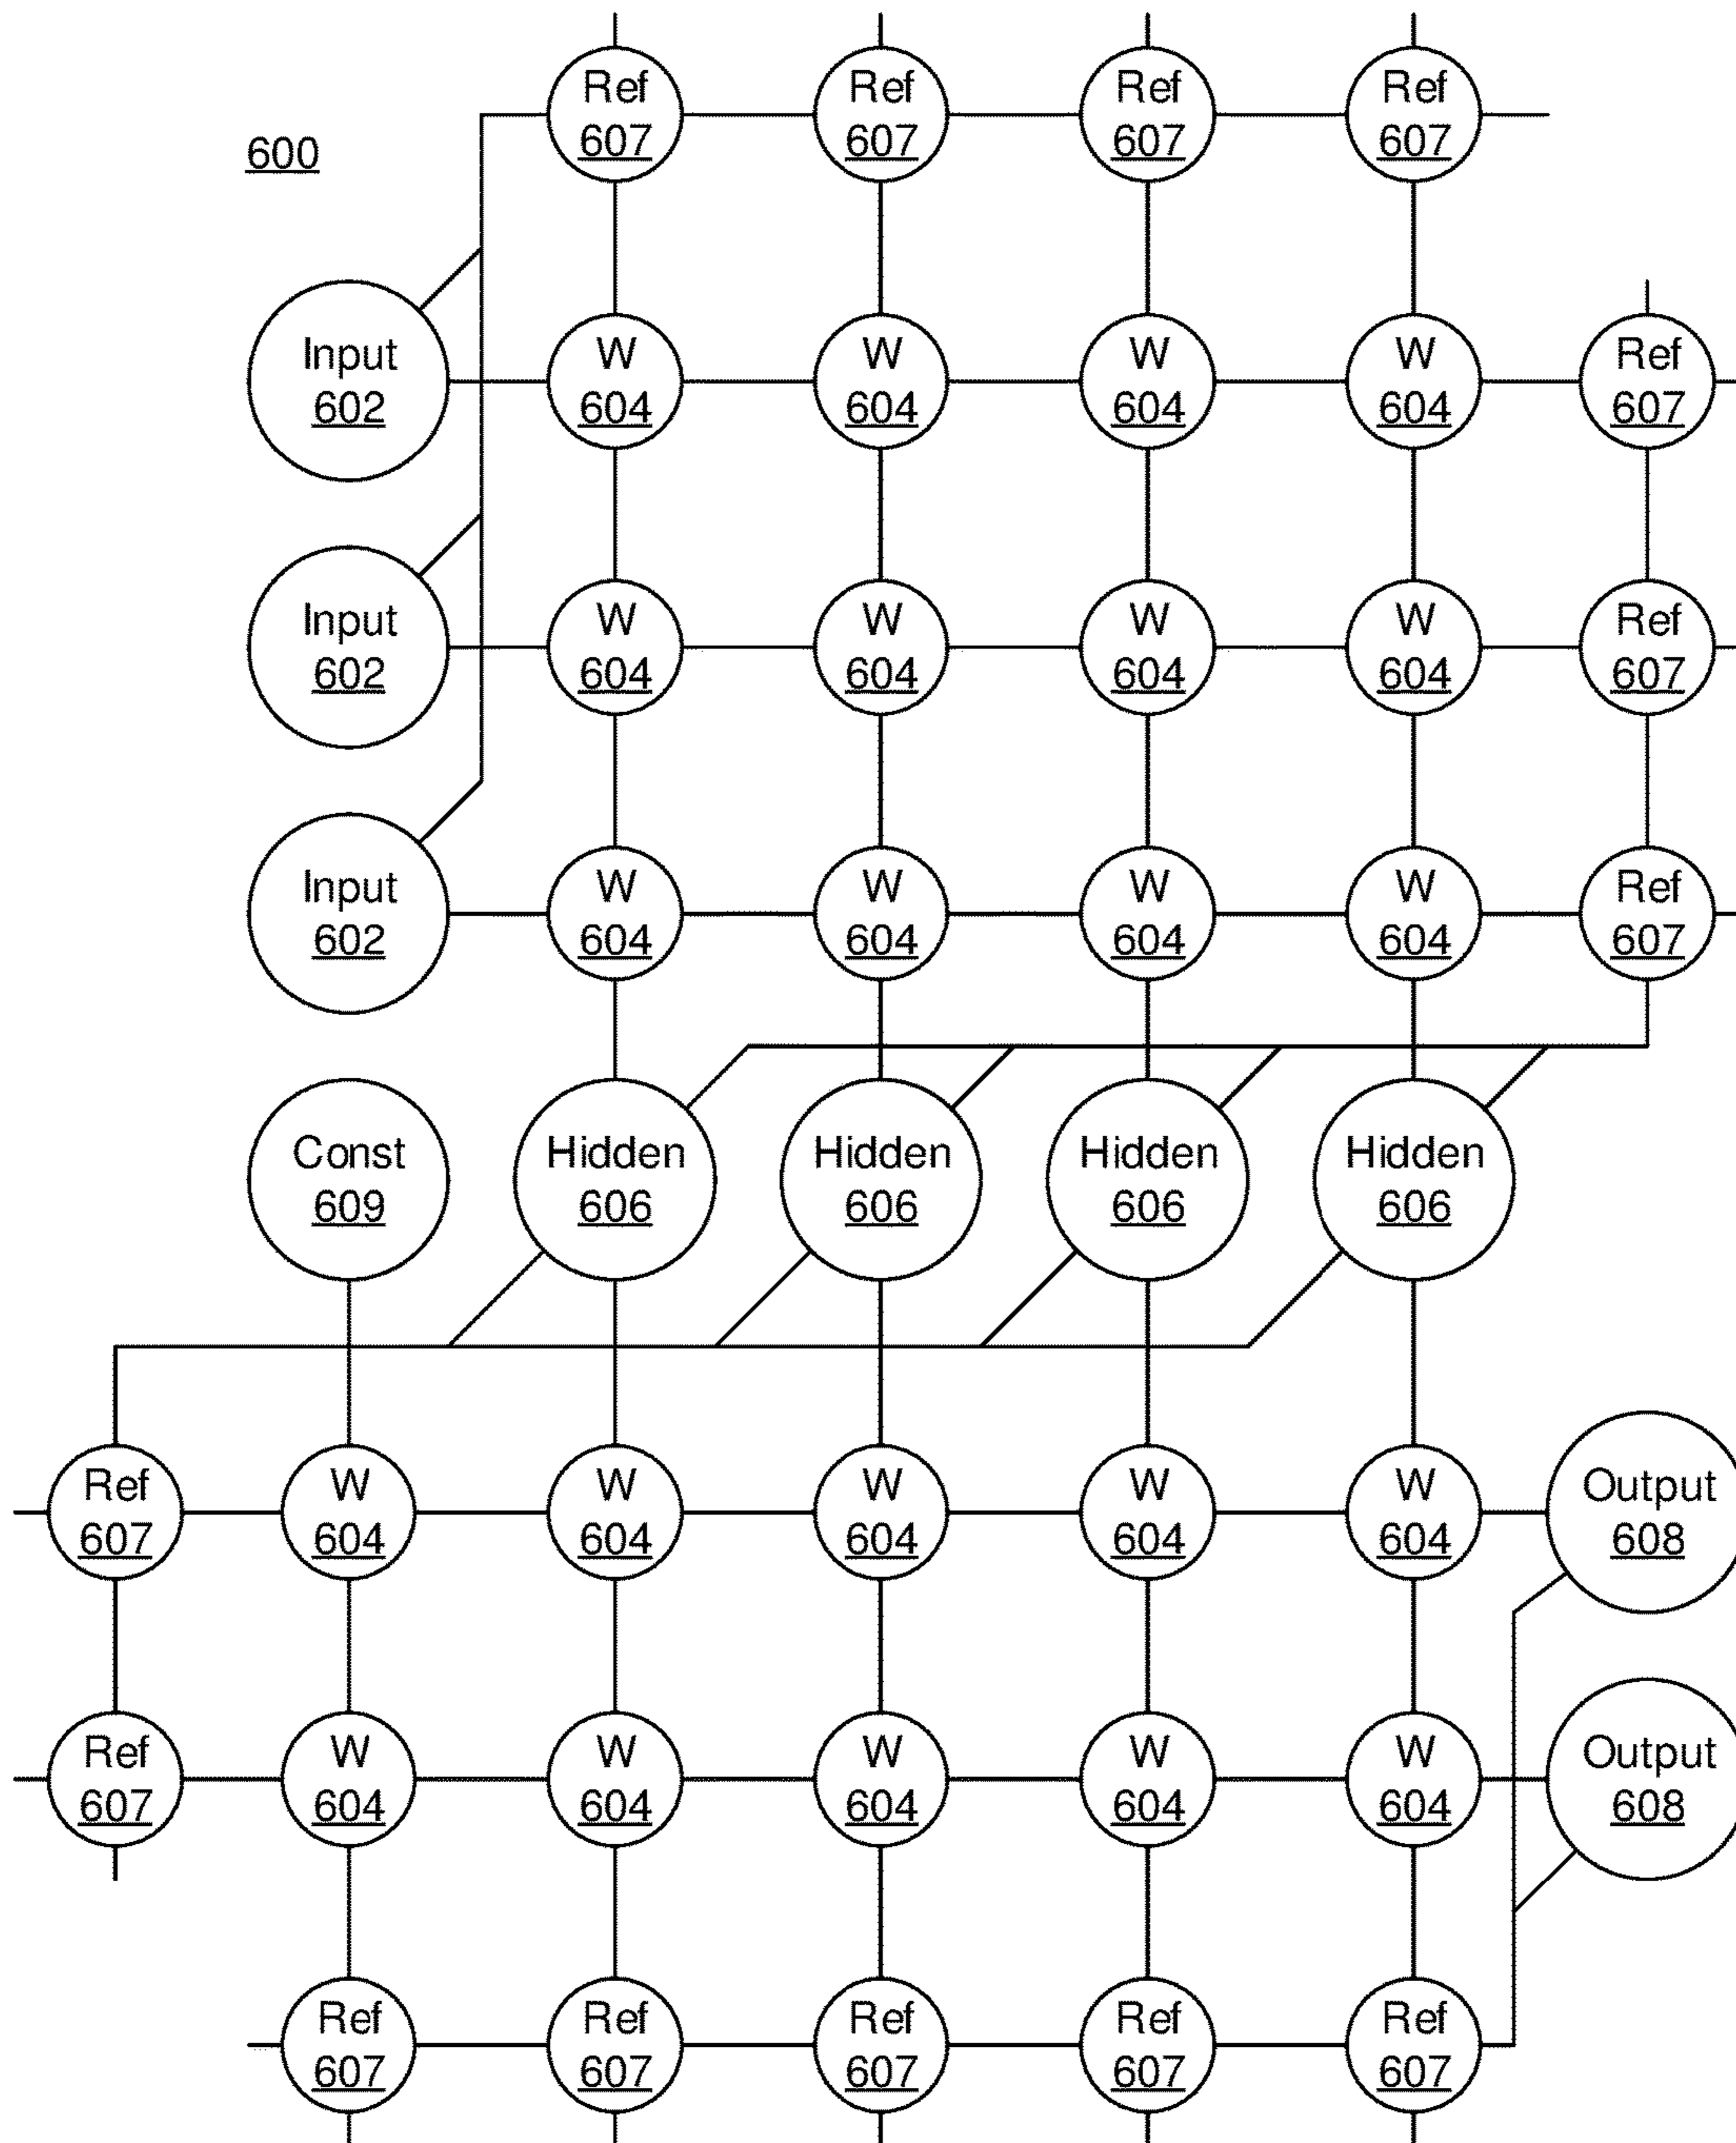 Ref Ref Ref Ref
607 607 607 607
600
Input W W W W Ref
602 604 604 604 604 607
Input W W W W Ref
602 604 604 604 604 607
Input W W W W Ref
602 604 604 604 604 607
Const Hidden Hidden Hidden Hidden
609 606 606 606 606
Ref W W W W W Output
607 604 604 604 604 604 608
Ref W W W W W Output
607 604 604 604 604 604 608
Ref Ref Ref Ref Ref
607 607 607 607 607